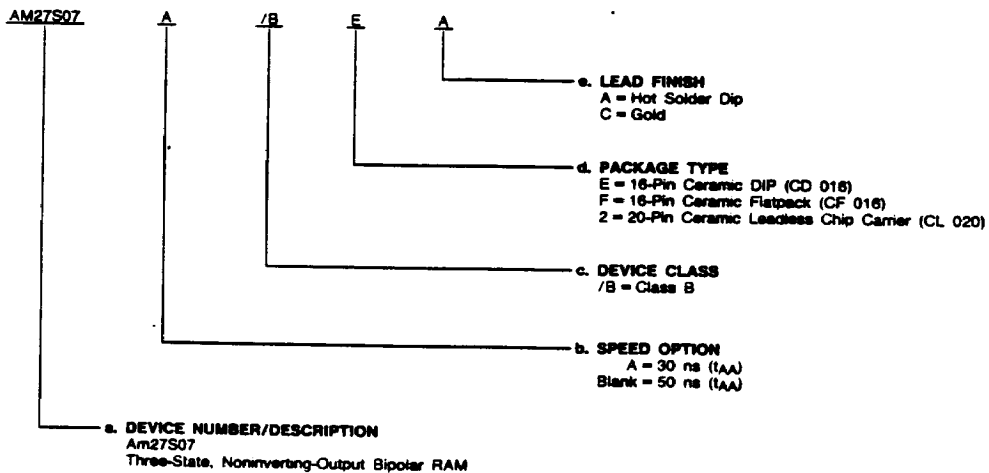 AM27S07 A /B E A
e. LEAD FINISH
A = Hot Solder Dip
C = Gold
d. PACKAGE TYPE
E = 16-Pin Ceramic DIP (CD 016)
F = 16-Pin Ceramic Flatpack (CF 016)
2 = 20-Pin Ceramic Leadless Chip Carrier (CL 020)
c. DEVICE CLASS
/B = Class B
b. SPEED OPTION
A = 30 ns (tAA)
Blank = 50 ns (tAA)
a. DEVICE NUMBER/DESCRIPTION
Am27S07
Three-State, Noninverting-Output Bipolar RAM